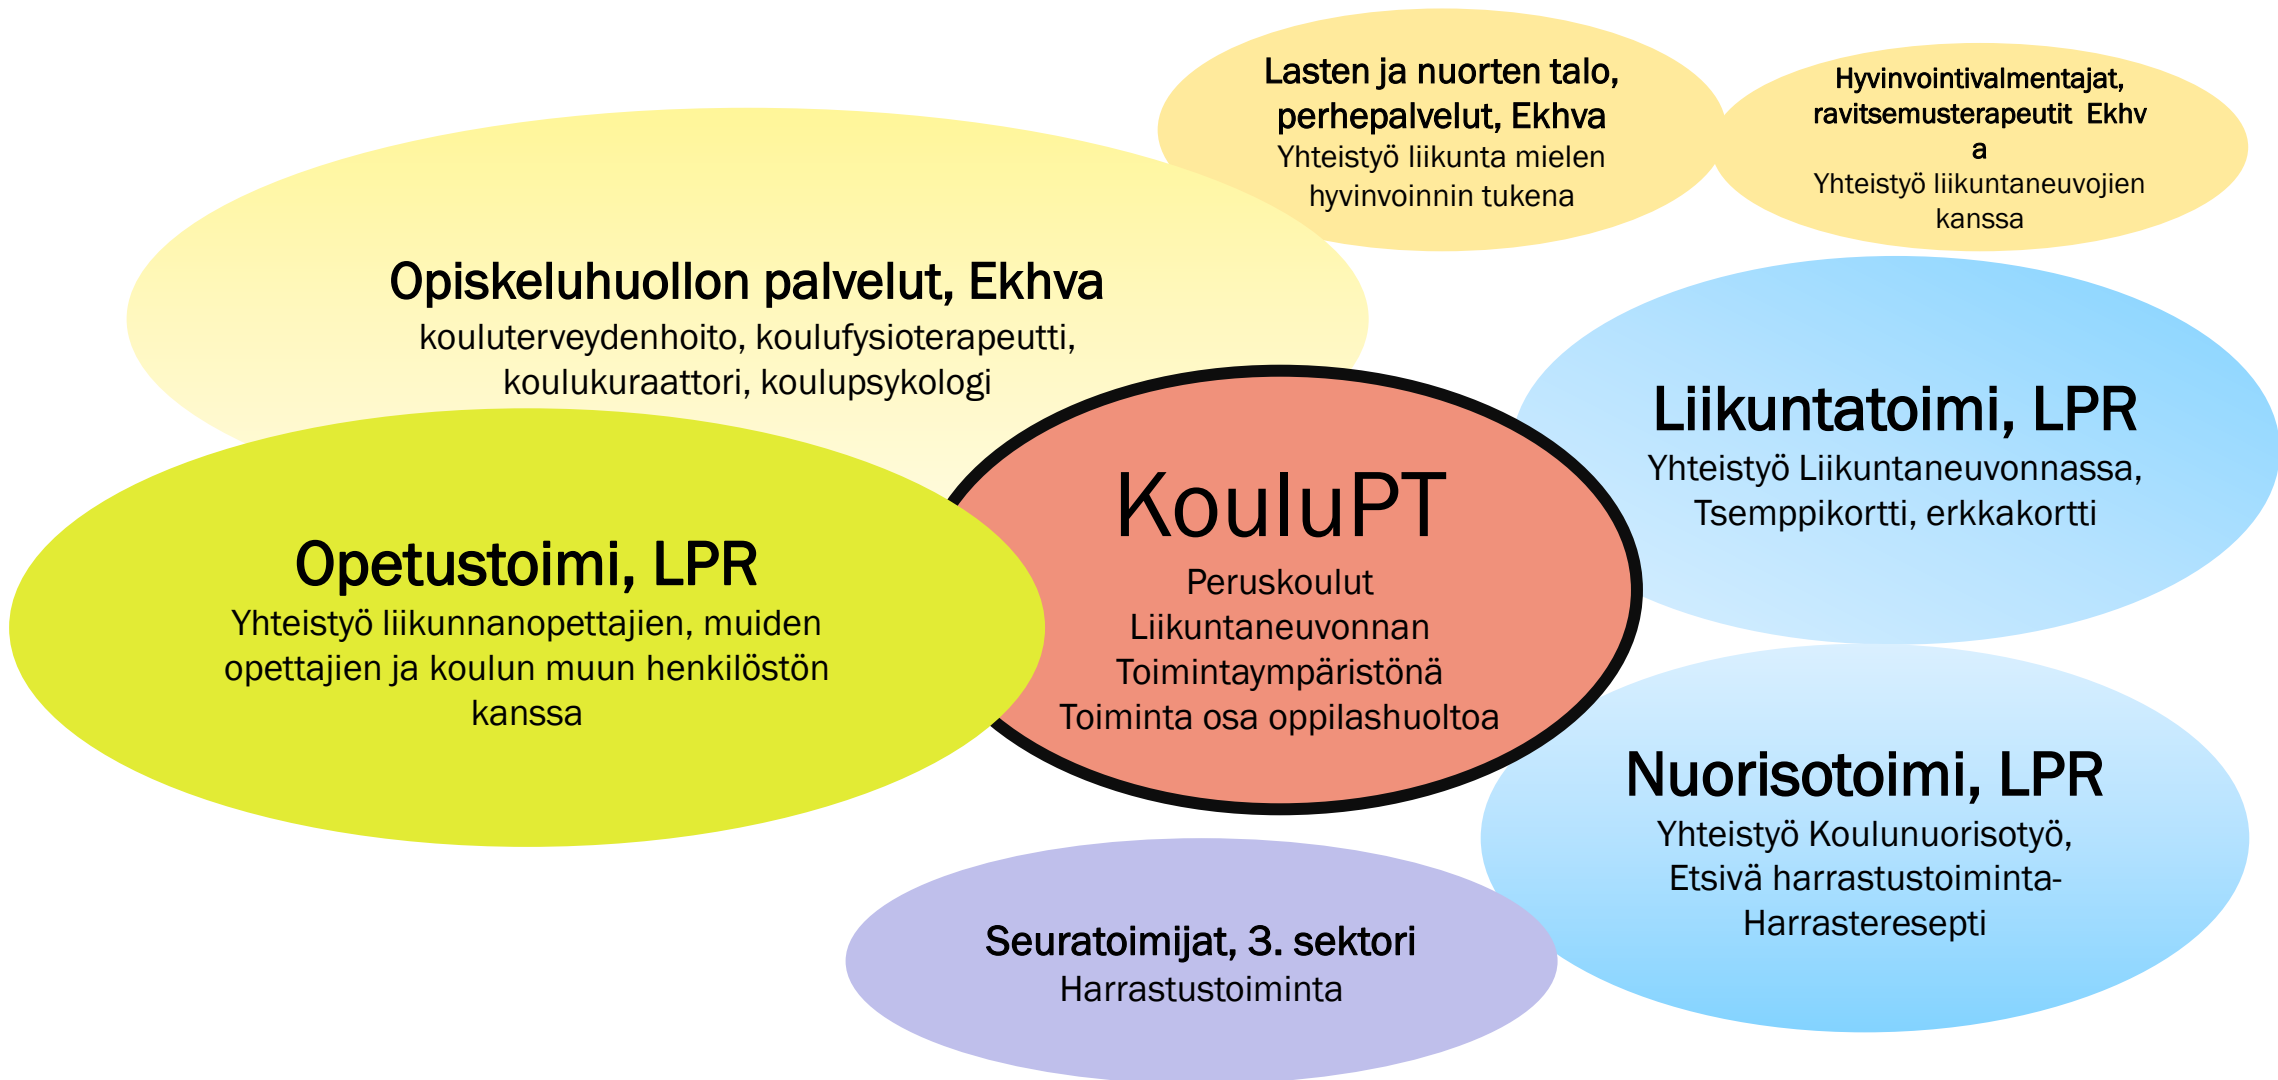 Lasten ja nuorten talo,
perhepalvelut, Ekhva
Yhteistyö liikunta mielen
hyvinvoinnin tukena
Hyvinvointivalmentajat,
ravitsemusterapeutit Ekhv
a
Yhteistyö liikuntaneuvojien
kanssa
Opiskeluhuollon palvelut, Ekhva
kouluterveydenhoito, koulufysioterapeutti,
koulukuraattori, koulupsykologi
Liikuntatoimi, LPR
Yhteistyö Liikuntaneuvonnassa,
Tsemppikortti, erkkakortti
KouluPT
Peruskoulut
Liikuntaneuvonnan
Toimintaympäristönä
Toiminta osa oppilashuoltoa
Opetustoimi, LPR
Yhteistyö liikunnanopettajien, muiden
opettajien ja koulun muun henkilöstön
kanssa
Nuorisotoimi, LPR
Yhteistyö Koulunuorisotyö,
Etsivä harrastustoiminta-
Harrasteresepti
Seuratoimijat, 3. sektori
Harrastustoiminta